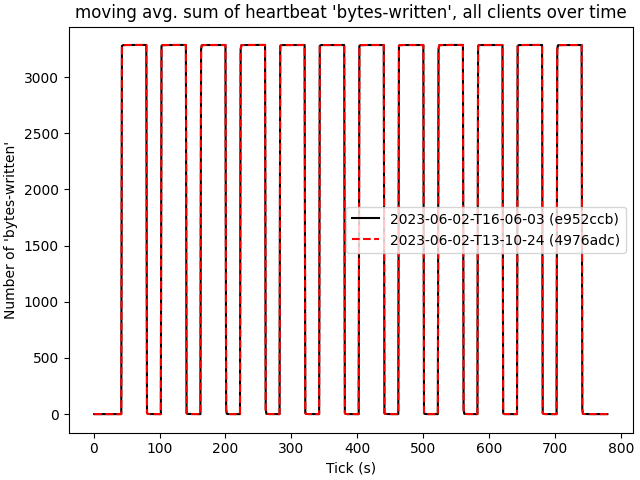 moving avg. sum of heartbeat 'bytes-written', all clients over time
Number of 'bytes-written'
3000
2500
2000
1500
1000
500
0
2023-06-02-T16-06-03 (e952ccb)
2023-06-02-T13-10-24 (4976adc)
0 100 200 300 400 500 600 700 800
Tick (s)